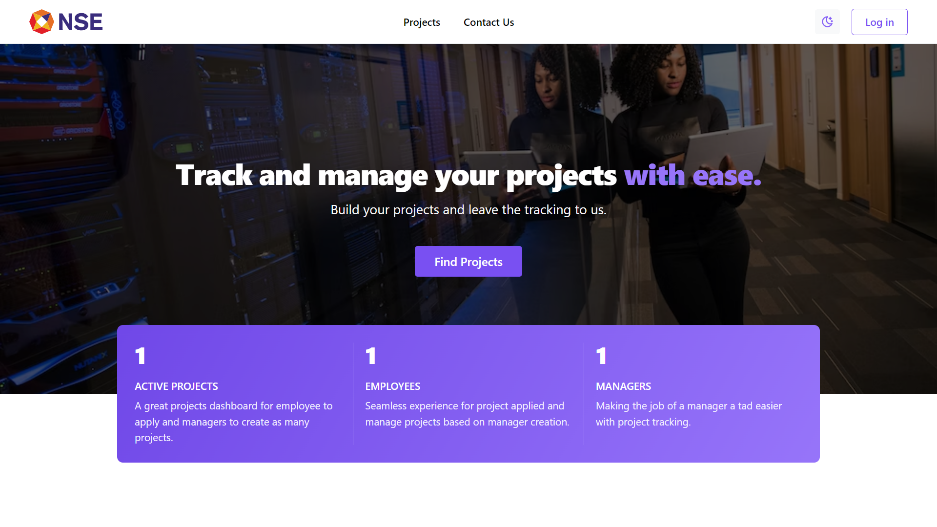 NSE
Projects
Contact Us
Log in
Track and manage your projects with ease.
Build your projects and leave the tracking to us.
Find Projects
1
ACTIVE PROJECTS
A great projects dashboard for employee to
apply and managers to create as many
projects.
1
EMPLOYEES
Seamless experience for project applied and
manage projects based on manager creation.
1
MANAGERS
Making the job of a manager a tad easier
with project tracking.